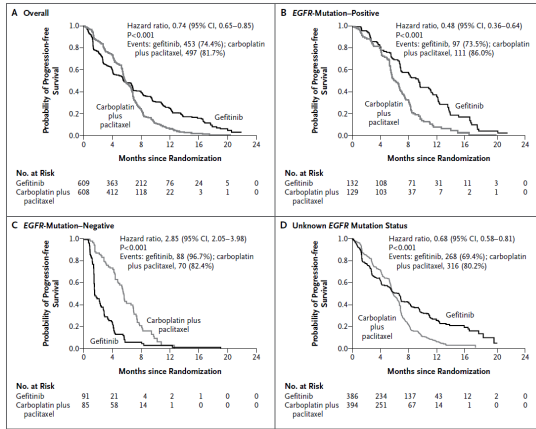 A Overall
Hazard ratio, 0.74 (95% CI, 0.65–0.85)
P<0.001
Events: gefitinib, 453 (74.4%); carboplatin
plus paclitaxel, 497 (81.7%)
Probability of Progression-free
Survival
1.0
0.8
0.6
0.4
0.2
0.0
Carboplatin
plus
paclitaxel
Gefitinib
0 4 8 12 16 20 24
Months since Randomization
No. at Risk
Gefitinib 609 363 212 76 24 5 0
Carboplatin plus 608 412 118 22 3 1 0
paclitaxel
B EGFR-Mutation–Positive
Hazard ratio, 0.48 (95% CI, 0.36–0.64)
P<0.001
Events: gefitinib, 97 (73.5%); carboplatin
plus paclitaxel, 111 (86.0%)
Probability of Progression-free
Survival
1.0
0.8
0.6
0.4
0.2
0.0
Carboplatin
plus
paclitaxel
Gefitinib
0 4 8 12 16 20 24
Months since Randomization
No. at Risk
Gefitinib 132 108 71 31 11 3 0
Carboplatin plus 129 103 37 7 2 1 0
paclitaxel
C EGFR-Mutation–Negative
Hazard ratio, 2.85 (95% CI, 2.05–3.98)
P<0.001
Events: gefitinib, 88 (96.7%); carboplatin
plus paclitaxel, 70 (82.4%)
Probability of Progression-free
Survival
1.0
0.8
0.6
0.4
0.2
0.0
Carboplatin plus
paclitaxel
Gefitinib
0 4 8 12 16 20 24
Months since Randomization
No. at Risk
Gefitinib 91 21 4 2 1 0 0
Carboplatin plus 85 58 14 1 0 0 0
paclitaxel
D Unknown EGFR Mutation Status
Hazard ratio, 0.68 (95% CI, 0.58–0.81)
P<0.001
Events: gefitinib, 268 (69.4%); carboplatin
plus paclitaxel, 316 (80.2%)
Probability of Progression-free
Survival
1.0
0.8
0.6
0.4
0.2
0.0
Carboplatin
plus
paclitaxel
Gefitinib
0 4 8 12 16 20 24
Months since Randomization
No. at Risk
Gefitinib 386 234 137 43 12 2 0
Carboplatin plus 394 251 67 14 1 0 0
paclitaxel